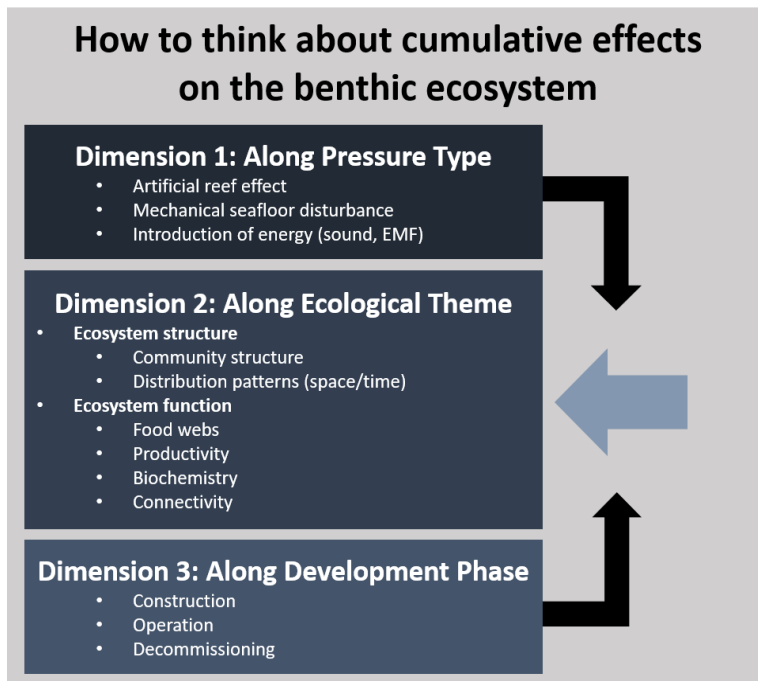 How to think about cumulative effects
on the benthic ecosystem
Dimension 1: Along Pressure Type
• Artificial reef effect
• Mechanical seafloor disturbance
• Introduction of energy (sound, EMF)
Dimension 2: Along Ecological Theme
• Ecosystem structure
• Community structure
• Distribution patterns (space/time)
• Ecosystem function
• Food webs
• Productivity
• Biochemistry
• Connectivity
Dimension 3: Along Development Phase
• Construction
• Operation
• Decommissioning